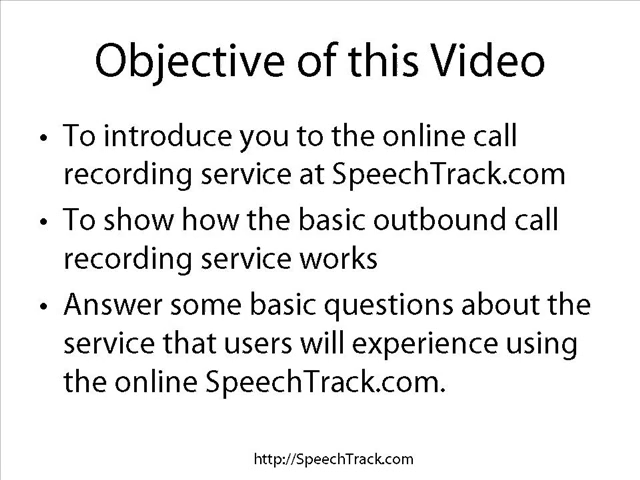 Objective of this Video
• To introduce you to the online call
recording service at SpeechTrack.com
• To show how the basic outbound call
recording service works
• Answer some basic questions about the
service that users will experience using
the online SpeechTrack.com.
http://SpeechTrack.com